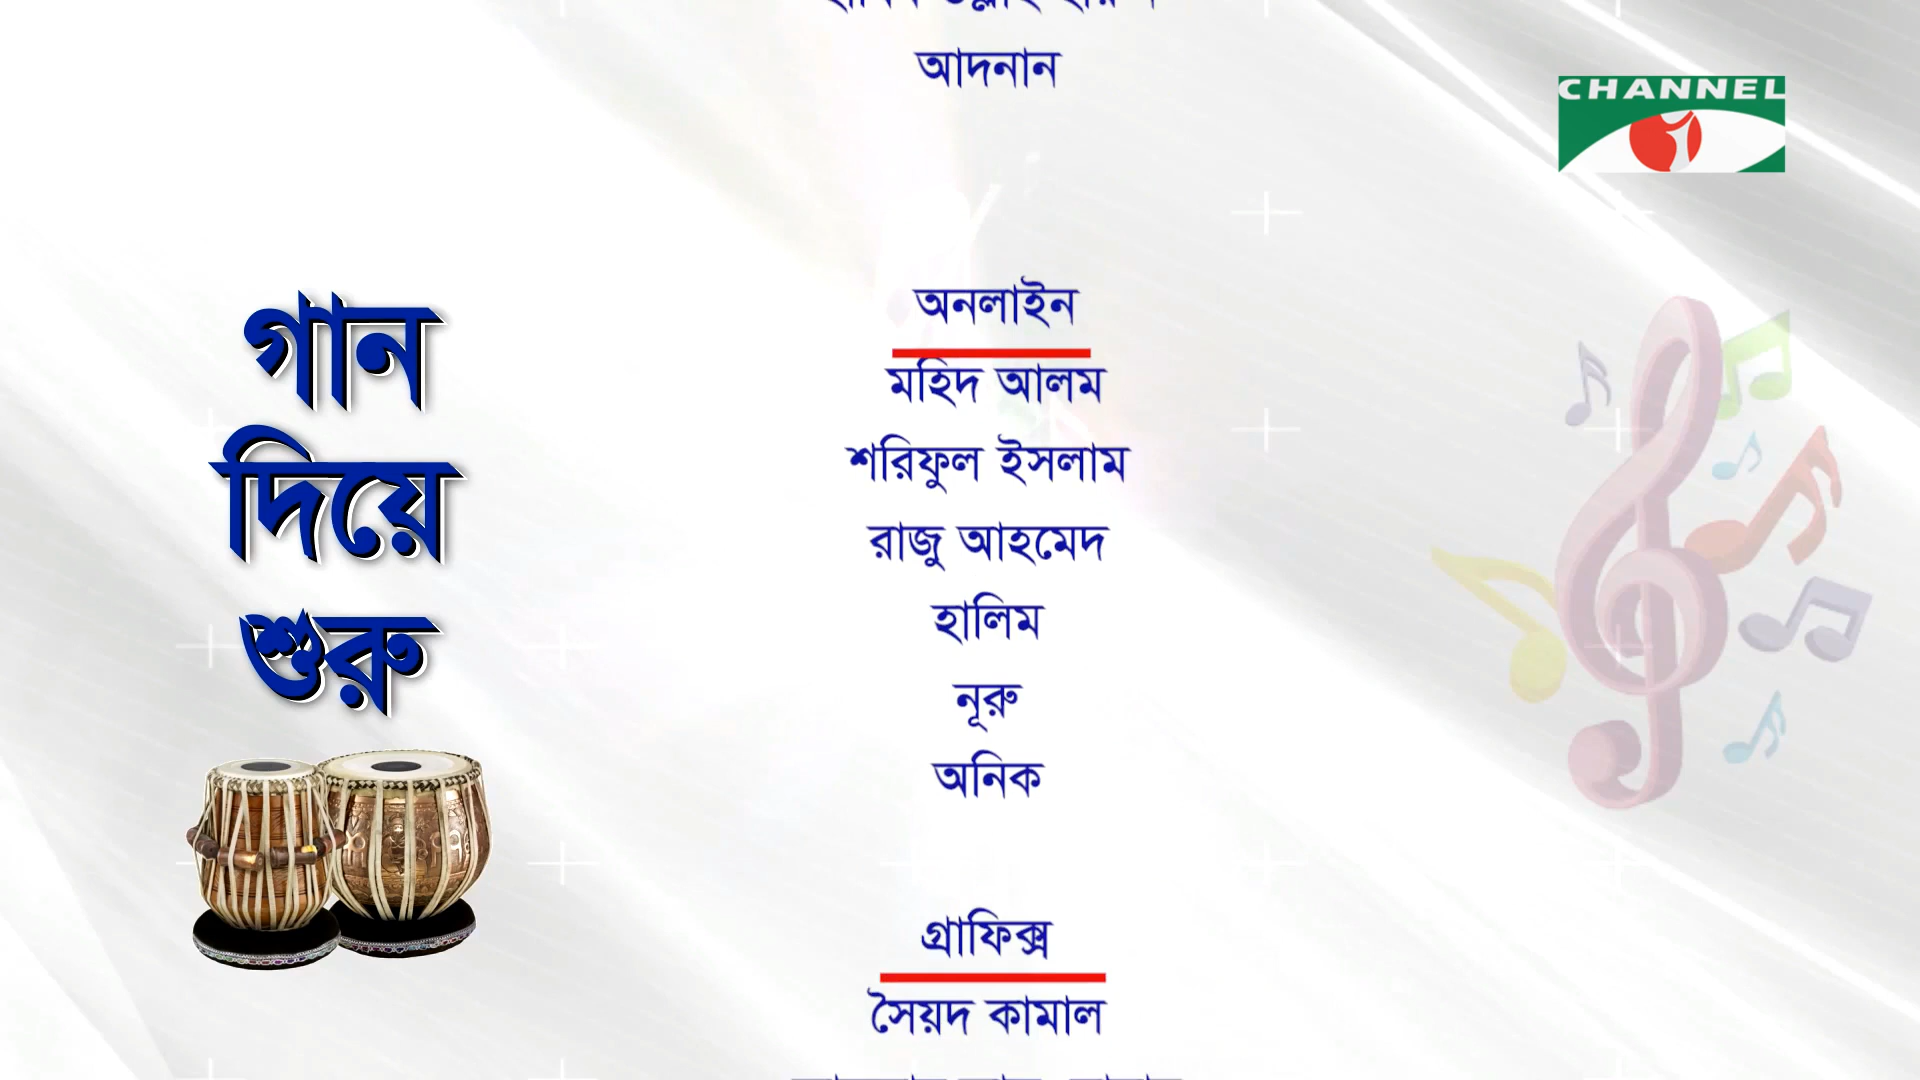 আদনান
CHANNEL
গান
দিয়ে
শুরু
অনলাইন
মহিদ আলম
শরিফুল ইসলাম
রাজু আহমেদ
হালিম
নূরু
অনিক
গ্রাফিক্স
সৈয়দ কামাল